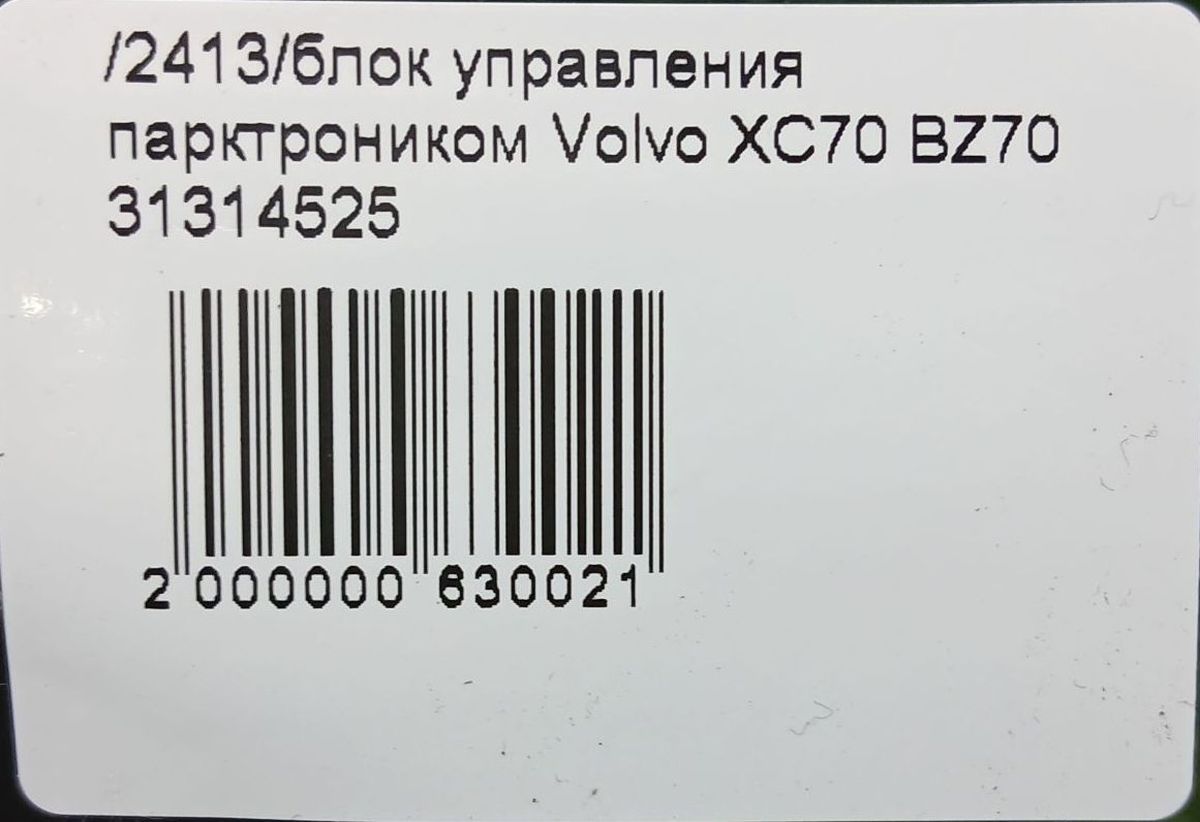 /2413/блок управления
парктроником Volvo XC70 BZ70
31314525
2 000000 630021